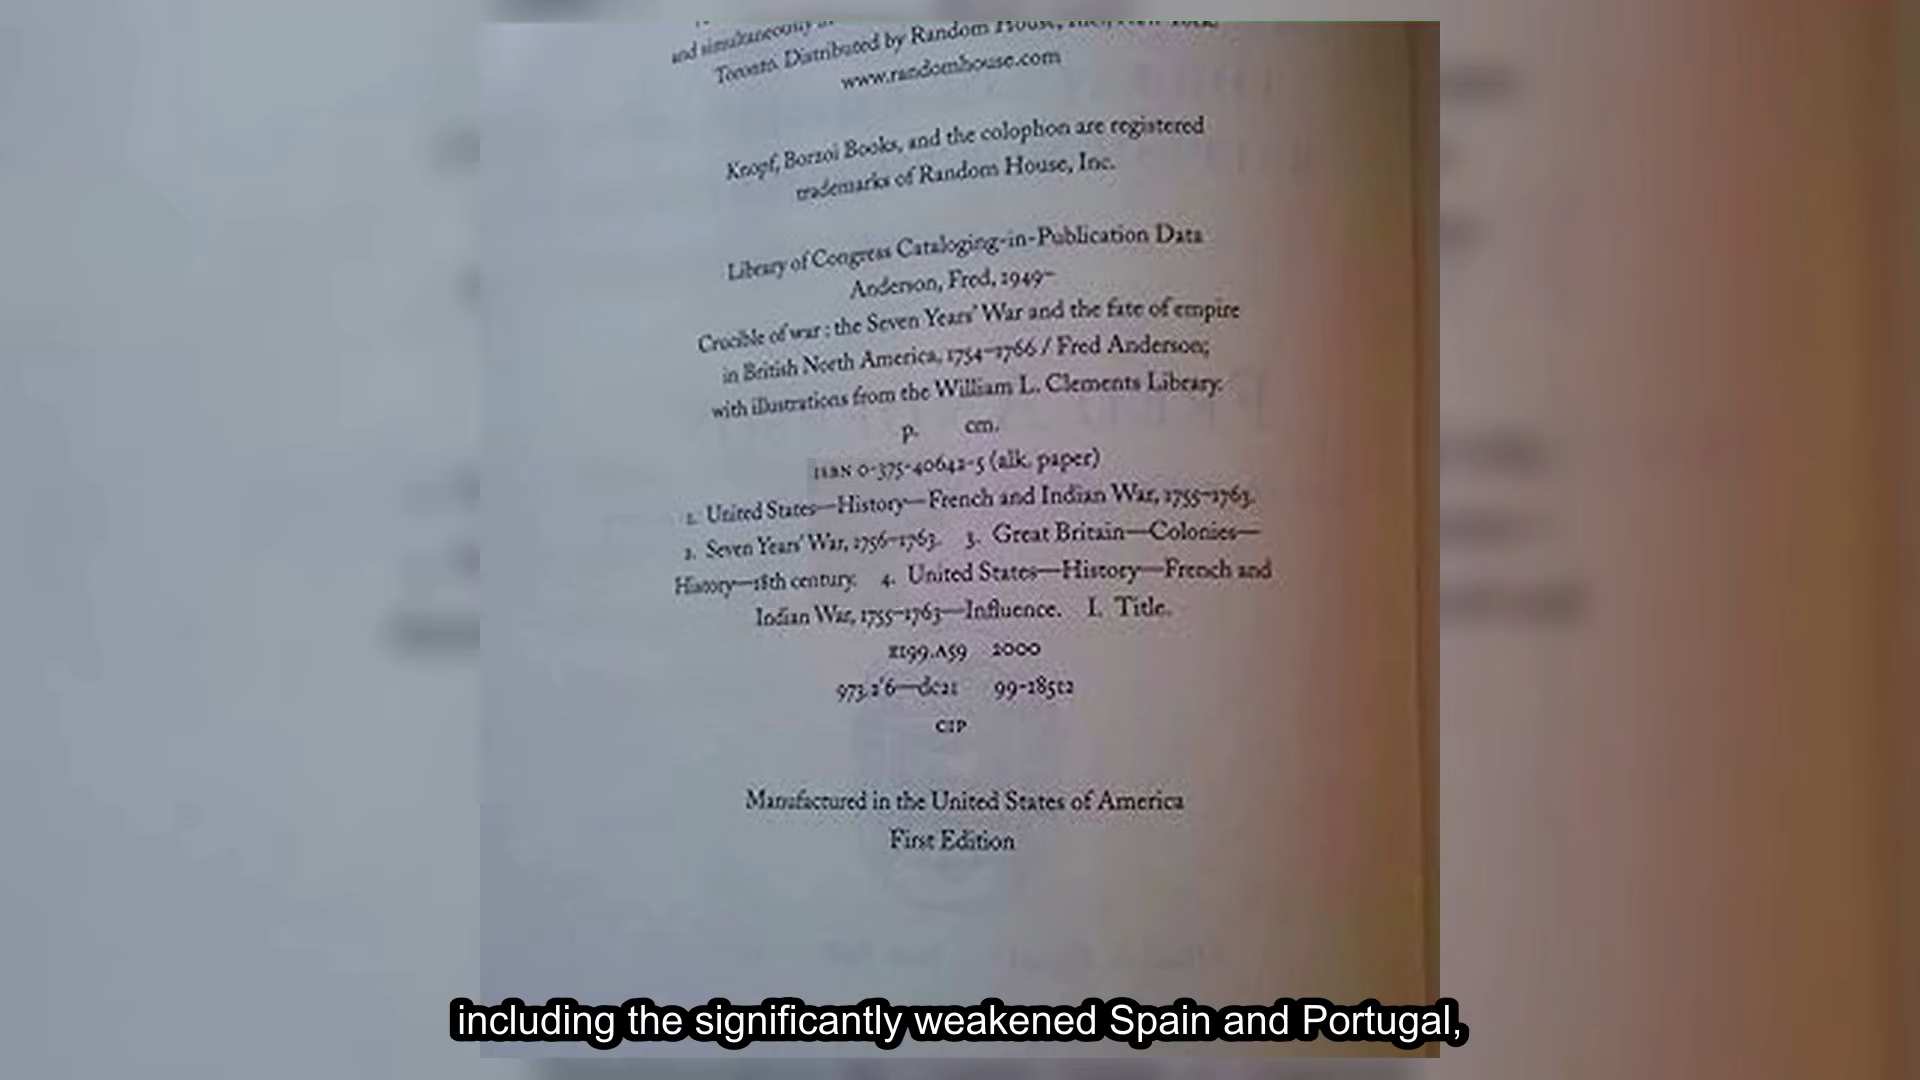 and simultaneously in
Toronto. Distributed by Random House, Inc., New York.
www.randomhouse.com
Knopf, Borzoi Books, and the colophon are registered
trademarks of Random House, Inc.
Library of Congress Cataloging-in-Publication Data
Anderson, Fred, 1949–
Crucible of war : the Seven Years' War and the fate of empire
in British North America, 1754–1766 / Fred Anderson;
with illustrations from the William L. Clements Library.
p. cm.
ISBN 0-375-40642-5 (alk. paper)
1. United States—History—French and Indian War, 1755–1763.
2. Seven Years' War, 1756–1763. 3. Great Britain—Colonies—
History—18th century. 4. United States—History—French and
Indian War, 1755–1763—Influence. I. Title.
E199.A59 2000
973.2'6—dc21 99-18512
CIP
Manufactured in the United States of America
First Edition
including the significantly weakened Spain and Portugal,